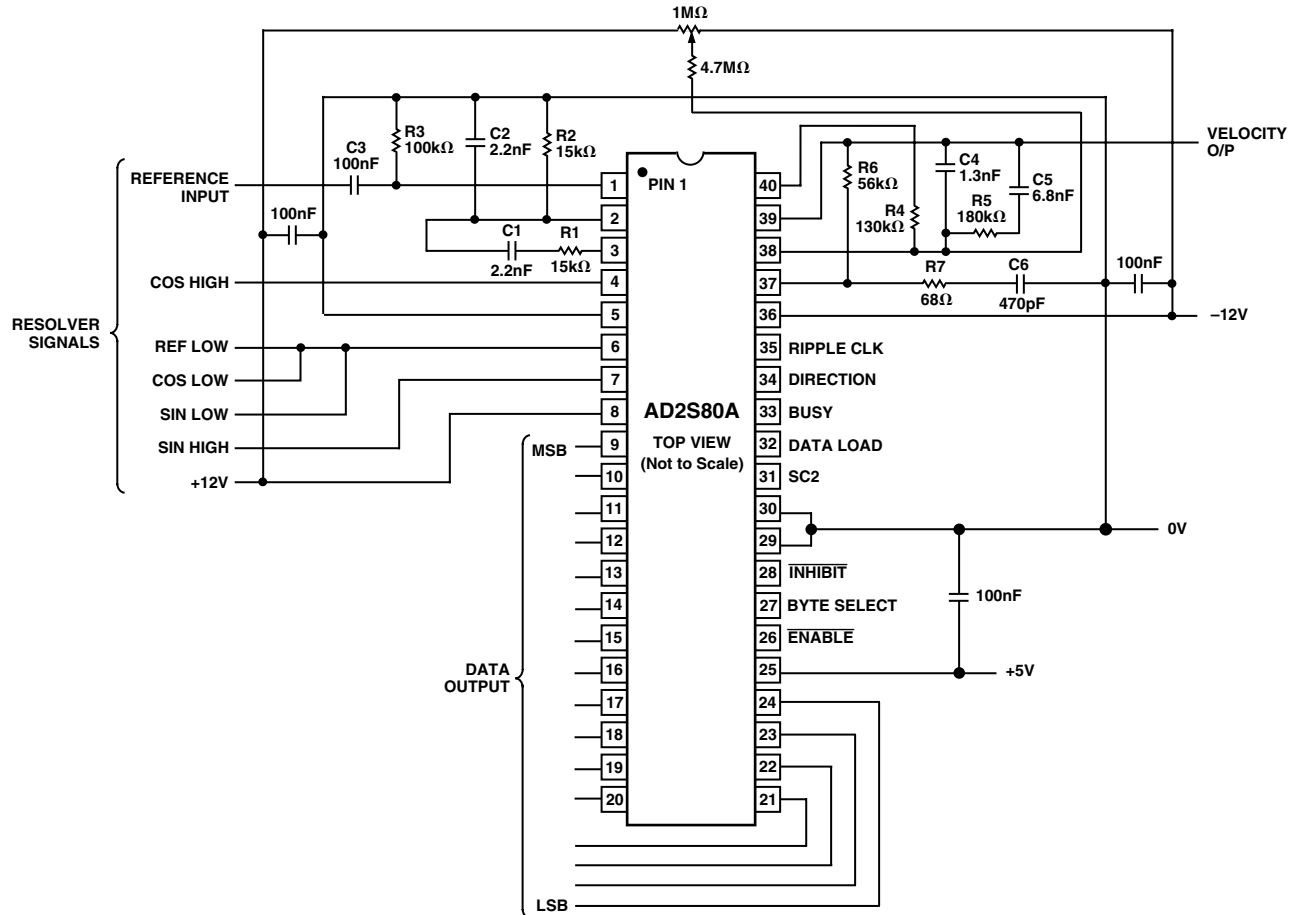 1MΩ
4.7MΩ
R3
100kΩ
C2
2.2nF
R2
15kΩ
C3
100nF
REFERENCE
INPUT
100nF
C1
2.2nF
R1
15kΩ
COS HIGH
RESOLVER
SIGNALS
REF LOW
COS LOW
SIN LOW
SIN HIGH
+12V
MSB
DATA
OUTPUT
LSB
PIN 1
AD2S80A
TOP VIEW
(Not to Scale)
1
2
3
4
5
6
7
8
9
10
11
12
13
14
15
16
17
18
19
20
40
39
38
37
36
35 RIPPLE CLK
34 DIRECTION
33 BUSY
32 DATA LOAD
31 SC2
30
29
28 INHIBIT
27 BYTE SELECT
26 ENABLE
25
24
23
22
21
VELOCITY
O/P
R6
56kΩ
R4
130kΩ
C4
1.3nF
C5
6.8nF
R5
180kΩ
R7
68Ω
C6
470pF
100nF
–12V
0V
100nF
+5V